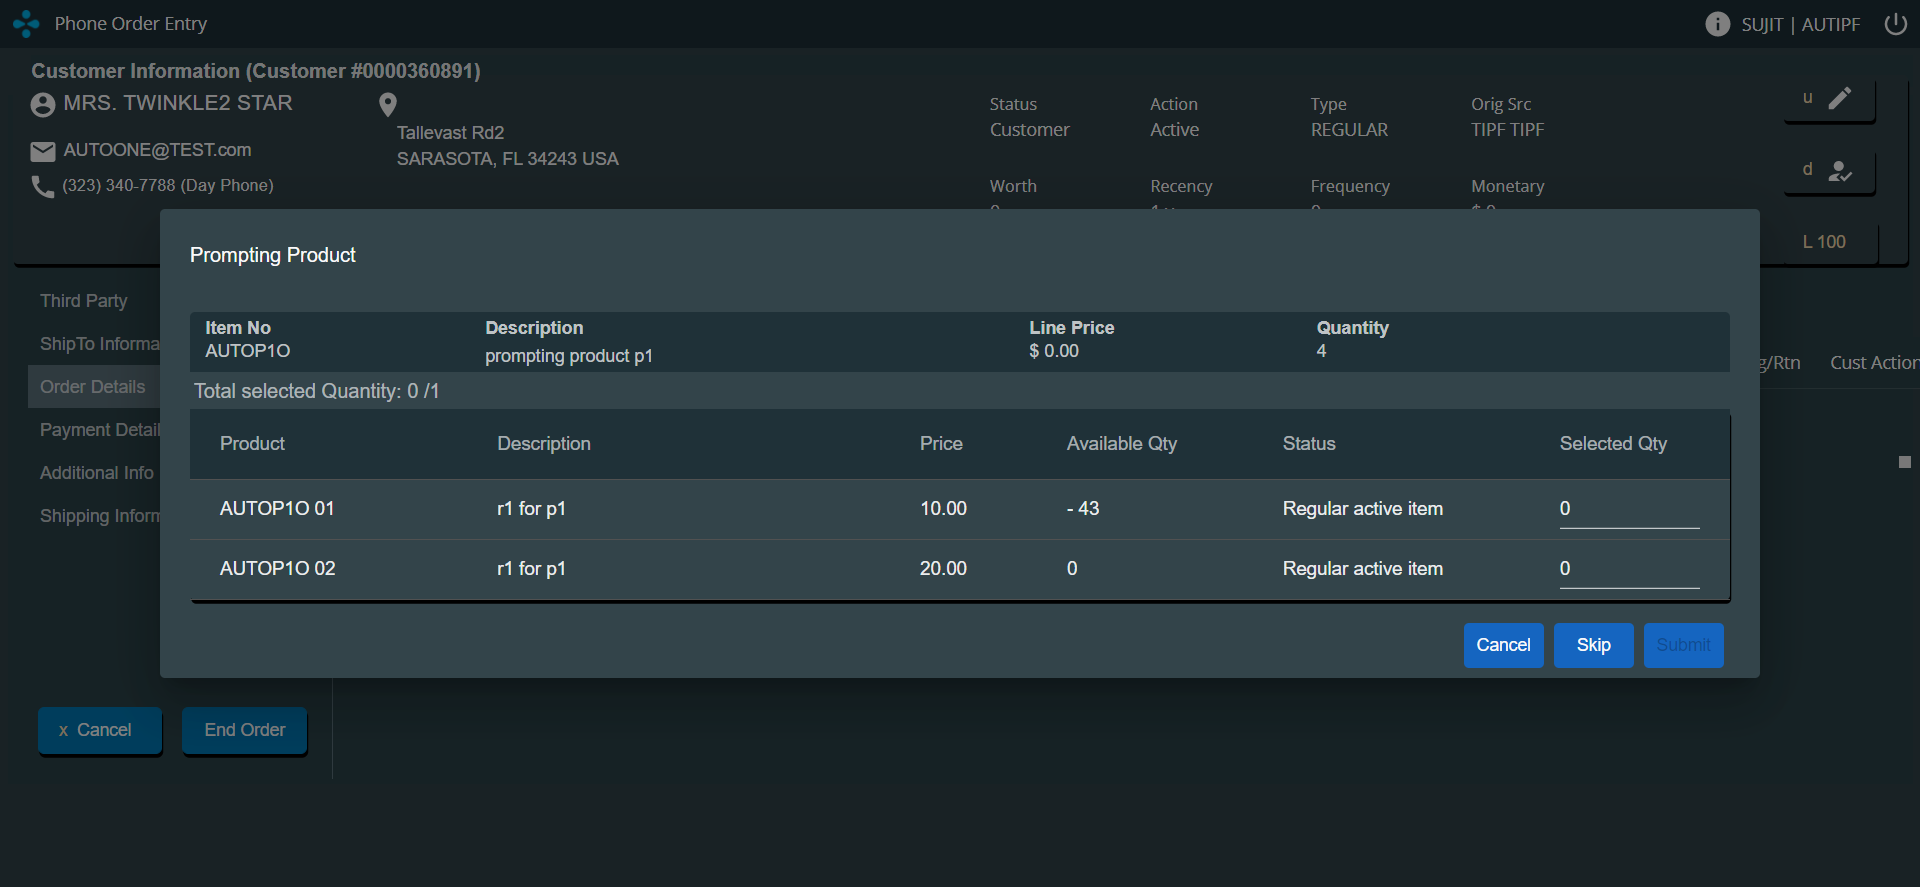 Phone Order Entry
SUJIT | AUTIPF
Customer Information (Customer #0000360891)
MRS. TWINKLE2 STAR
AUTOONE@TEST.com
(323) 340-7788 (Day Phone)
Tallevast Rd2
SARASOTA, FL 34243 USA
Status Action Type Orig Src
Customer Active REGULAR TIPF TIPF
Worth Recency Frequency Monetary
u
d
L 100
Third Party
ShipTo Informa
Order Details
Payment Detail
Additional Info
Shipping Inform
x Cancel
End Order
g/Rtn Cust Action
Prompting Product
Item No Description Line Price Quantity
AUTOP1O prompting product p1 $ 0.00 4
Total selected Quantity: 0 /1
Product Description Price Available Qty Status Selected Qty
AUTOP1O 01 r1 for p1 10.00 - 43 Regular active item 0
AUTOP1O 02 r1 for p1 20.00 0 Regular active item 0
Cancel Skip Submit